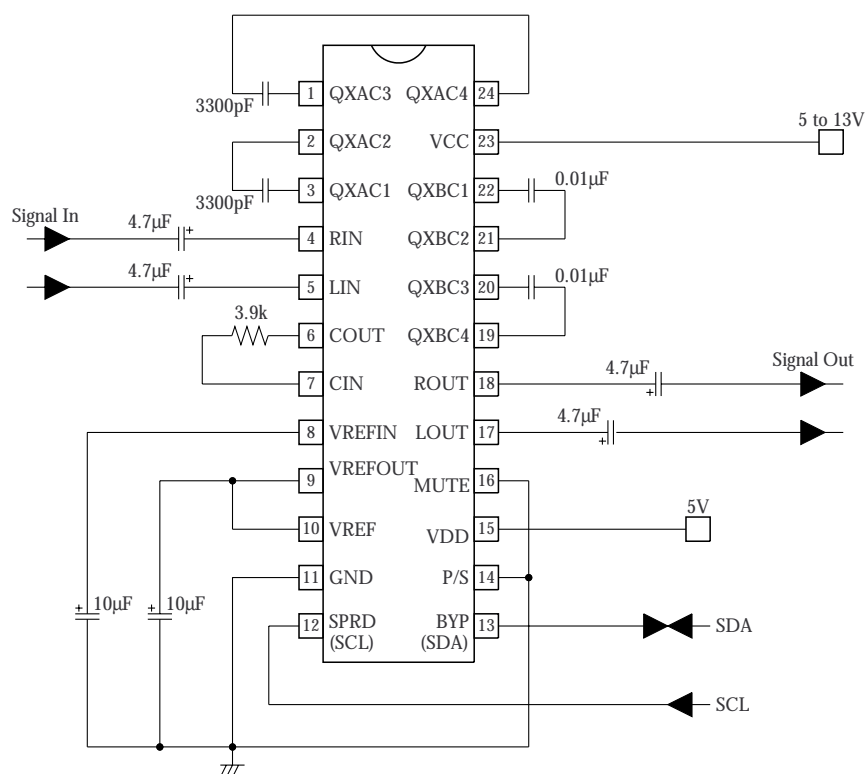 1 QXAC3 QXAC4 24
3300pF
5 to 13V
2 QXAC2 VCC 23
3 QXAC1 QXBC1 22 0.01µF
3300pF
Signal In
4.7µF + 4 RIN QXBC2 21
4.7µF + 5 LIN QXBC3 20 0.01µF
3.9k
6 COUT QXBC4 19
Signal Out
7 CIN ROUT 18 4.7µF +
8 VREFIN LOUT 17 4.7µF +
9 VREFOUT MUTE 16
5V
10 VREF VDD 15
11 GND P/S 14
+ 10µF + 10µF
12 SPRD BYP 13 SDA
(SCL) (SDA)
SCL